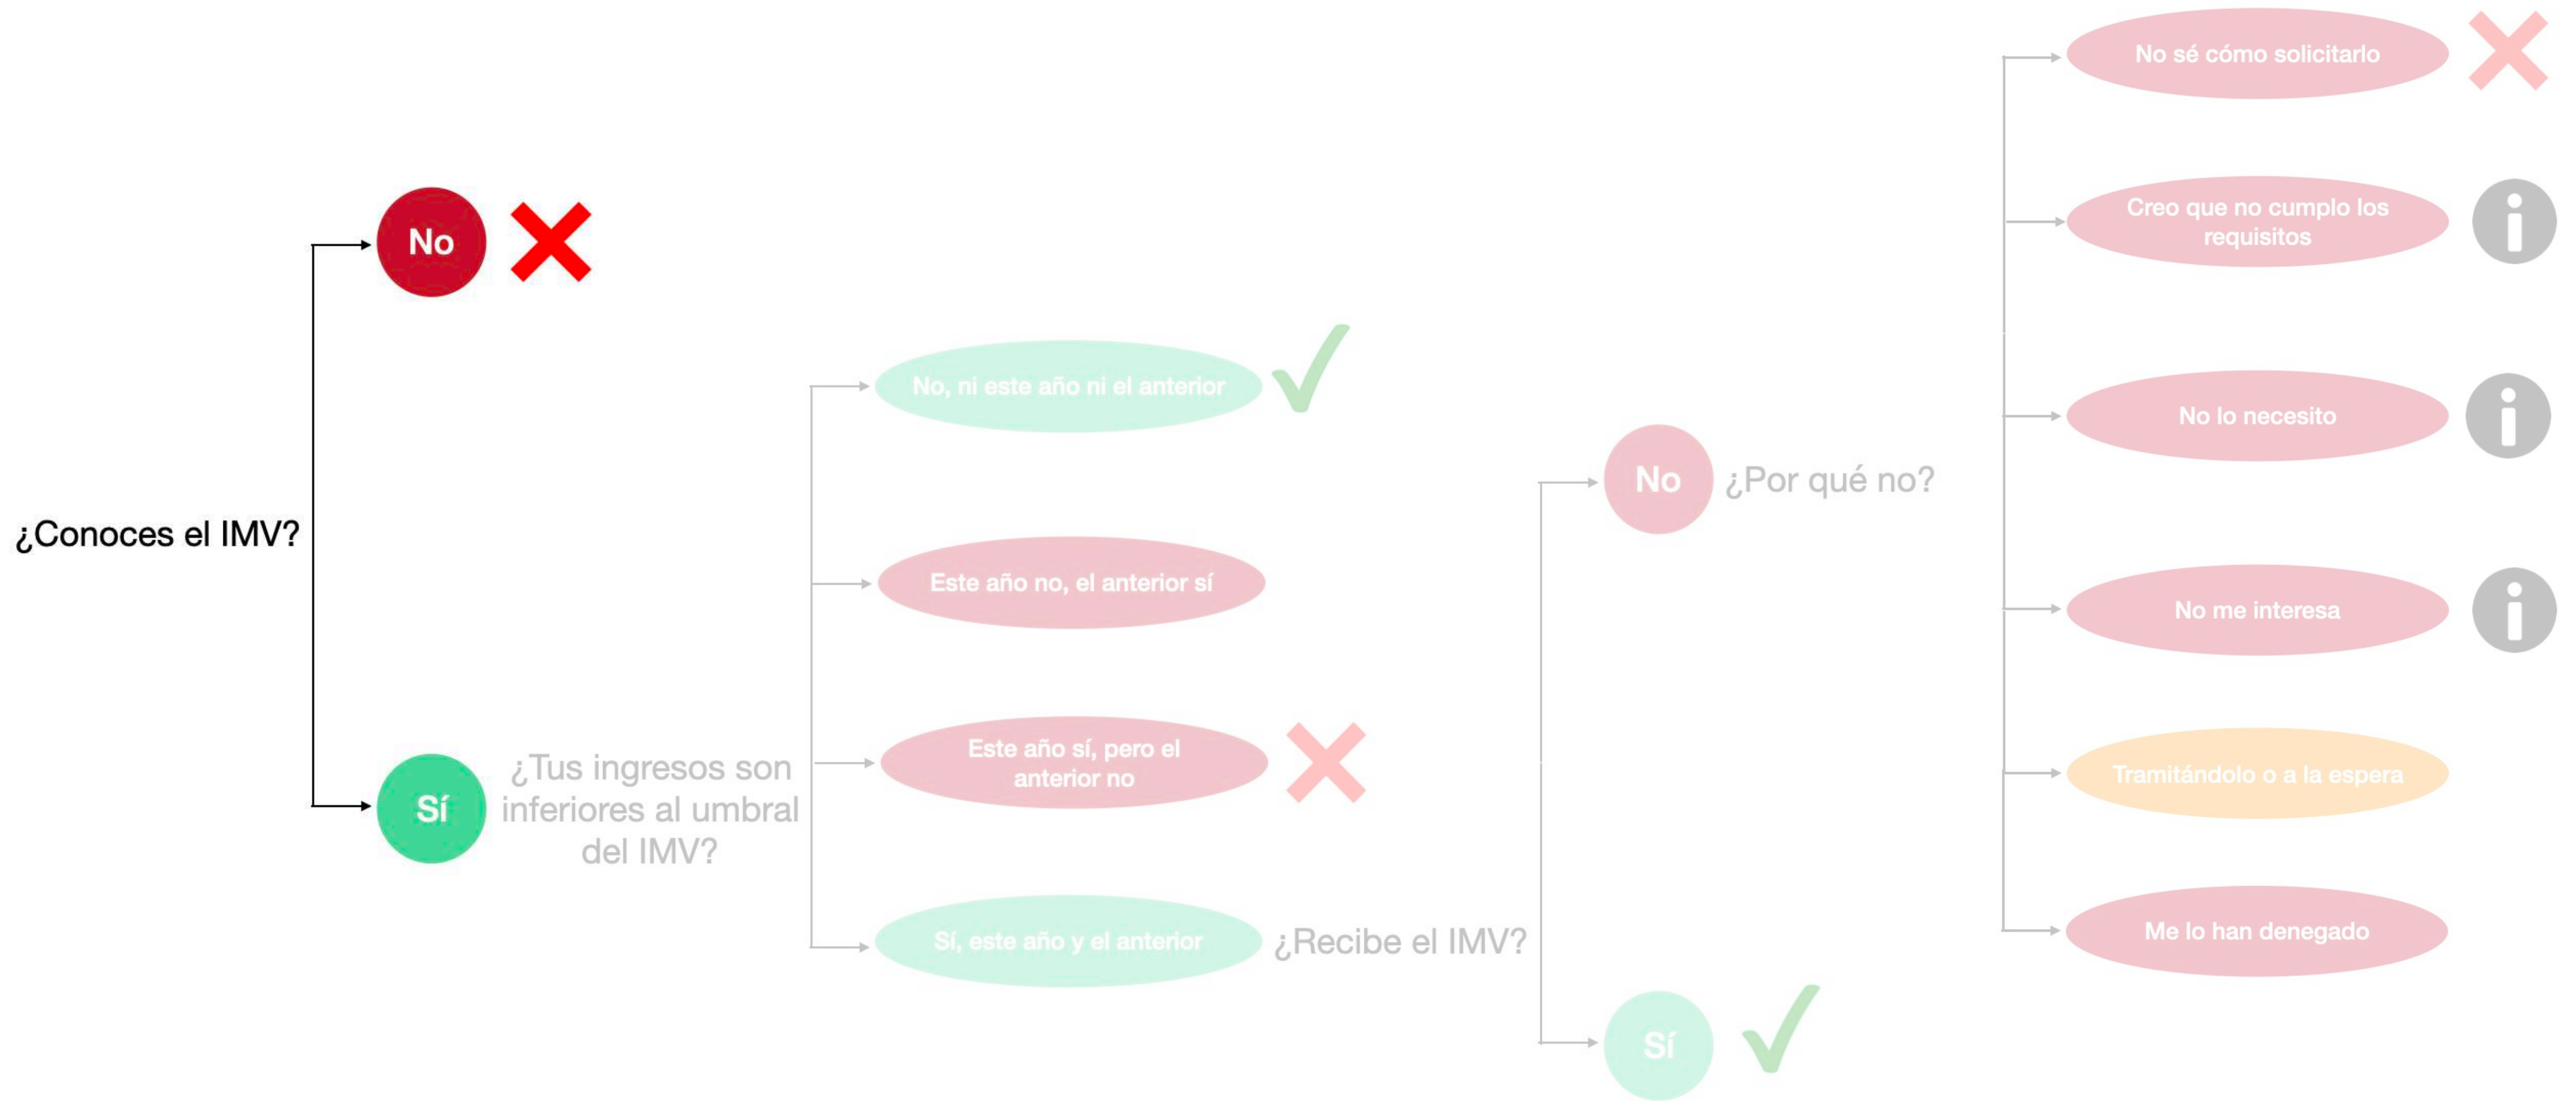 ¿Conoces el IMV?
No
Sí
¿Tus ingresos son
inferiores al umbral
del IMV?
No, ni este año ni el anterior
Este año no, el anterior sí
Este año sí, pero el
anterior no
Sí, este año y el anterior
¿Recibe el IMV?
No
¿Por qué no?
Sí
No sé cómo solicitarlo
Creo que no cumplo los
requisitos
No lo necesito
No me interesa
Tramitándolo o a la espera
Me lo han denegado